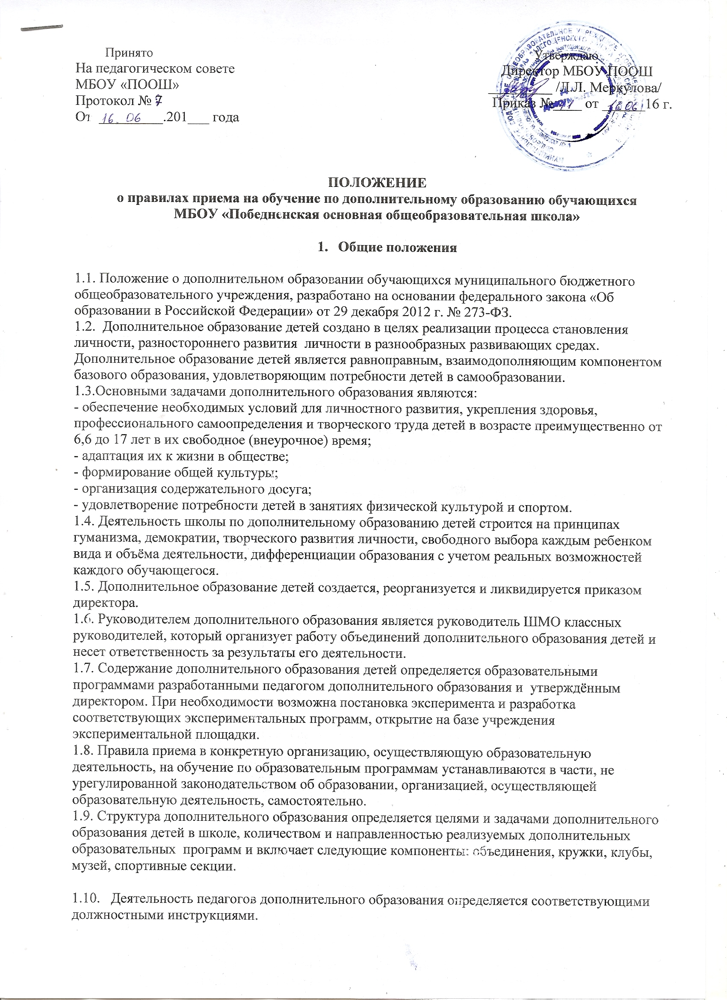 Принято
На педагогическом совете
МБОУ «ПООШ»
Протокол № 7
От 16.06 .201___ года
Утверждаю
Директор МБОУ ПООШ
/Л.Л. Меркулова/
Приказ № от 16.06 16 г.
ПОЛОЖЕНИЕ
о правилах приема на обучение по дополнительному образованию обучающихся
МБОУ «Победненская основная общеобразовательная школа»
1. Общие положения
1.1. Положение о дополнительном образовании обучающихся муниципального бюджетного
общеобразовательного учреждения, разработано на основании федерального закона «Об
образовании в Российской Федерации» от 29 декабря 2012 г. № 273-ФЗ.
1.2. Дополнительное образование детей создано в целях реализации процесса становления
личности, разностороннего развития личности в разнообразных развивающих средах.
Дополнительное образование детей является равноправным, взаимодополняющим компонентом
базового образования, удовлетворяющим потребности детей в самообразовании.
1.3.Основными задачами дополнительного образования являются:
- обеспечение необходимых условий для личностного развития, укрепления здоровья,
профессионального самоопределения и творческого труда детей в возрасте преимущественно от
6,6 до 17 лет в их свободное (внеурочное) время;
- адаптация их к жизни в обществе;
- формирование общей культуры;
- организация содержательного досуга;
- удовлетворение потребности детей в занятиях физической культурой и спортом.
1.4. Деятельность школы по дополнительному образованию детей строится на принципах
гуманизма, демократии, творческого развития личности, свободного выбора каждым ребенком
вида и объёма деятельности, дифференциации образования с учетом реальных возможностей
каждого обучающегося.
1.5. Дополнительное образование детей создается, реорганизуется и ликвидируется приказом
директора.
1.6. Руководителем дополнительного образования является руководитель ШМО классных
руководителей, который организует работу объединений дополнительного образования детей и
несет ответственность за результаты его деятельности.
1.7. Содержание дополнительного образования детей определяется образовательными
программами разработанными педагогом дополнительного образования и утверждённым
директором. При необходимости возможна постановка эксперимента и разработка
соответствующих экспериментальных программ, открытие на базе учреждения
экспериментальной площадки.
1.8. Правила приема в конкретную организацию, осуществляющую образовательную
деятельность, на обучение по образовательным программам устанавливаются в части, не
урегулированной законодательством об образовании, организацией, осуществляющей
образовательную деятельность, самостоятельно.
1.9. Структура дополнительного образования определяется целями и задачами дополнительного
образования детей в школе, количеством и направленностью реализуемых дополнительных
образовательных программ и включает следующие компоненты: объединения, кружки, клубы,
музей, спортивные секции.
1.10. Деятельность педагогов дополнительного образования определяется соответствующими
должностными инструкциями.